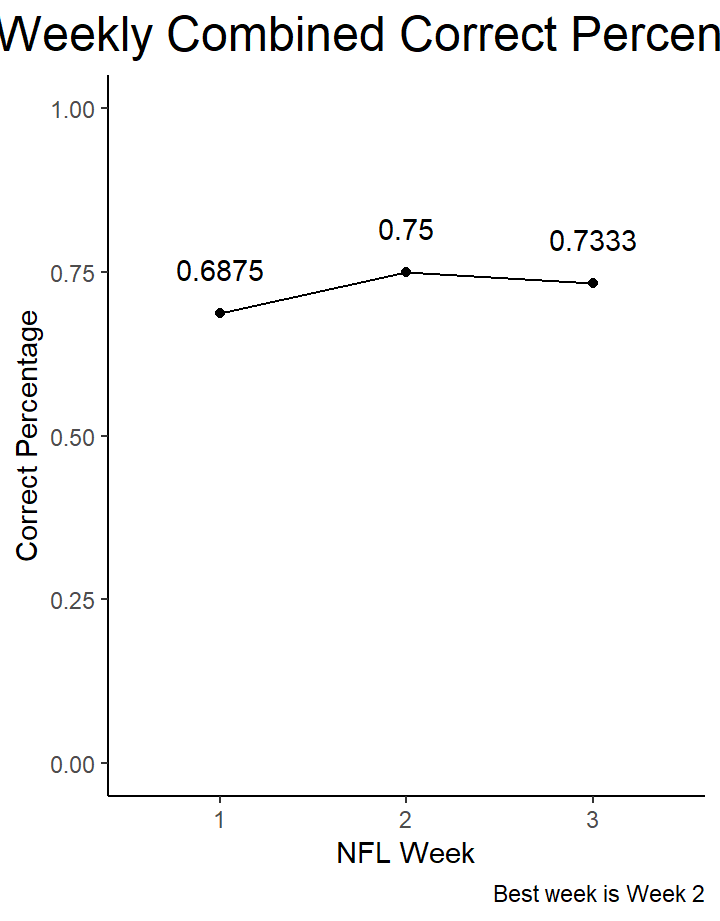 Weekly Combined Correct Percen
1.00
0.75
0.50
0.25
0.00
Correct Percentage
0.6875
0.75
0.7333
1
2
3
NFL Week
Best week is Week 2